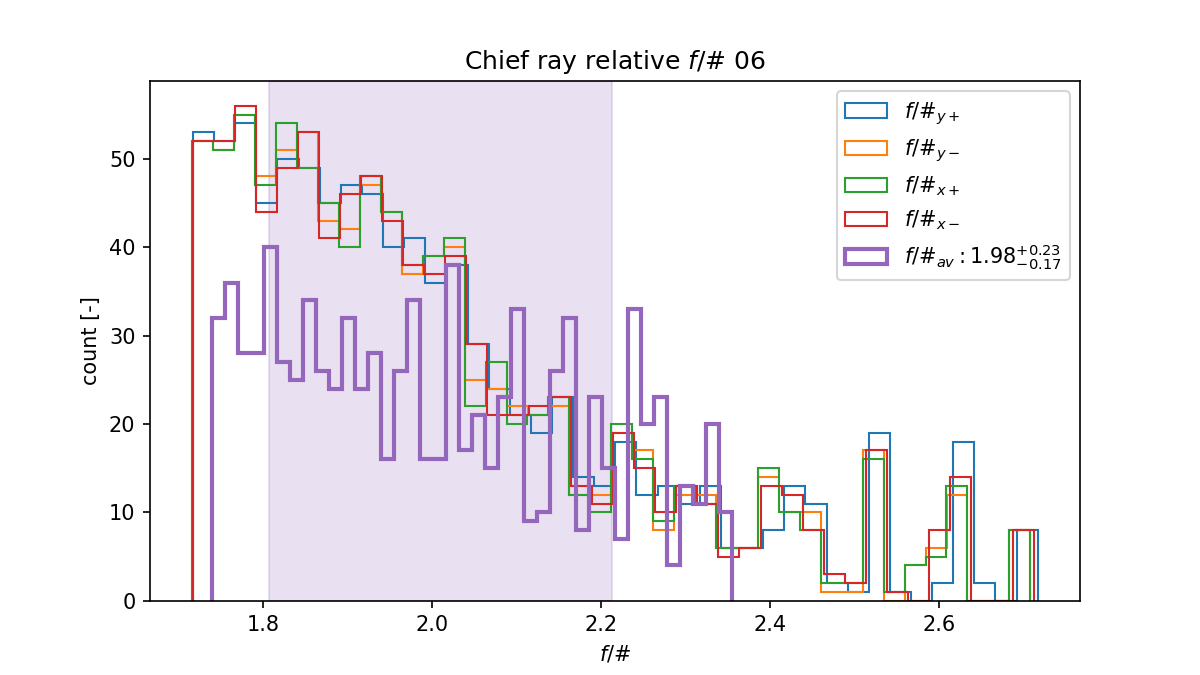 Chief ray relative f/# 06
f/#y+
f/#y−
f/#x+
f/#x−
f/#av : 1.98+0.23−0.17
count [-]
50
40
30
20
10
0
1.8 2.0 2.2 2.4 2.6
f/#